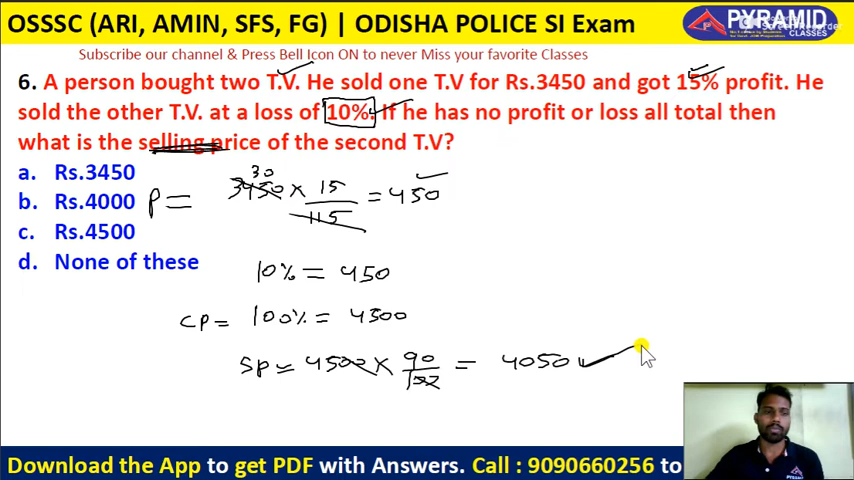 OSSSC (ARI, AMIN, SFS, FG) | ODISHA POLICE SI Exam
PYRAMID
CLASSES
Subscribe our channel & Press Bell Icon ON to never Miss your favorite Classes
6. A person bought two T.V. He sold one T.V for Rs.3450 and got 15% profit. He
sold the other T.V. at a loss of 10%. If he has no profit or loss all total then
what is the selling price of the second T.V?
a. Rs.3450
b. Rs.4000
c. Rs.4500
d. None of these
30
P = 3450 × 15/115 = 450
10% = 450
CP = 100% = 4500
SP = 4500 × 90/100 = 4050
PYRAMID
Download the App to get PDF with Answers. Call : 9090660256 to